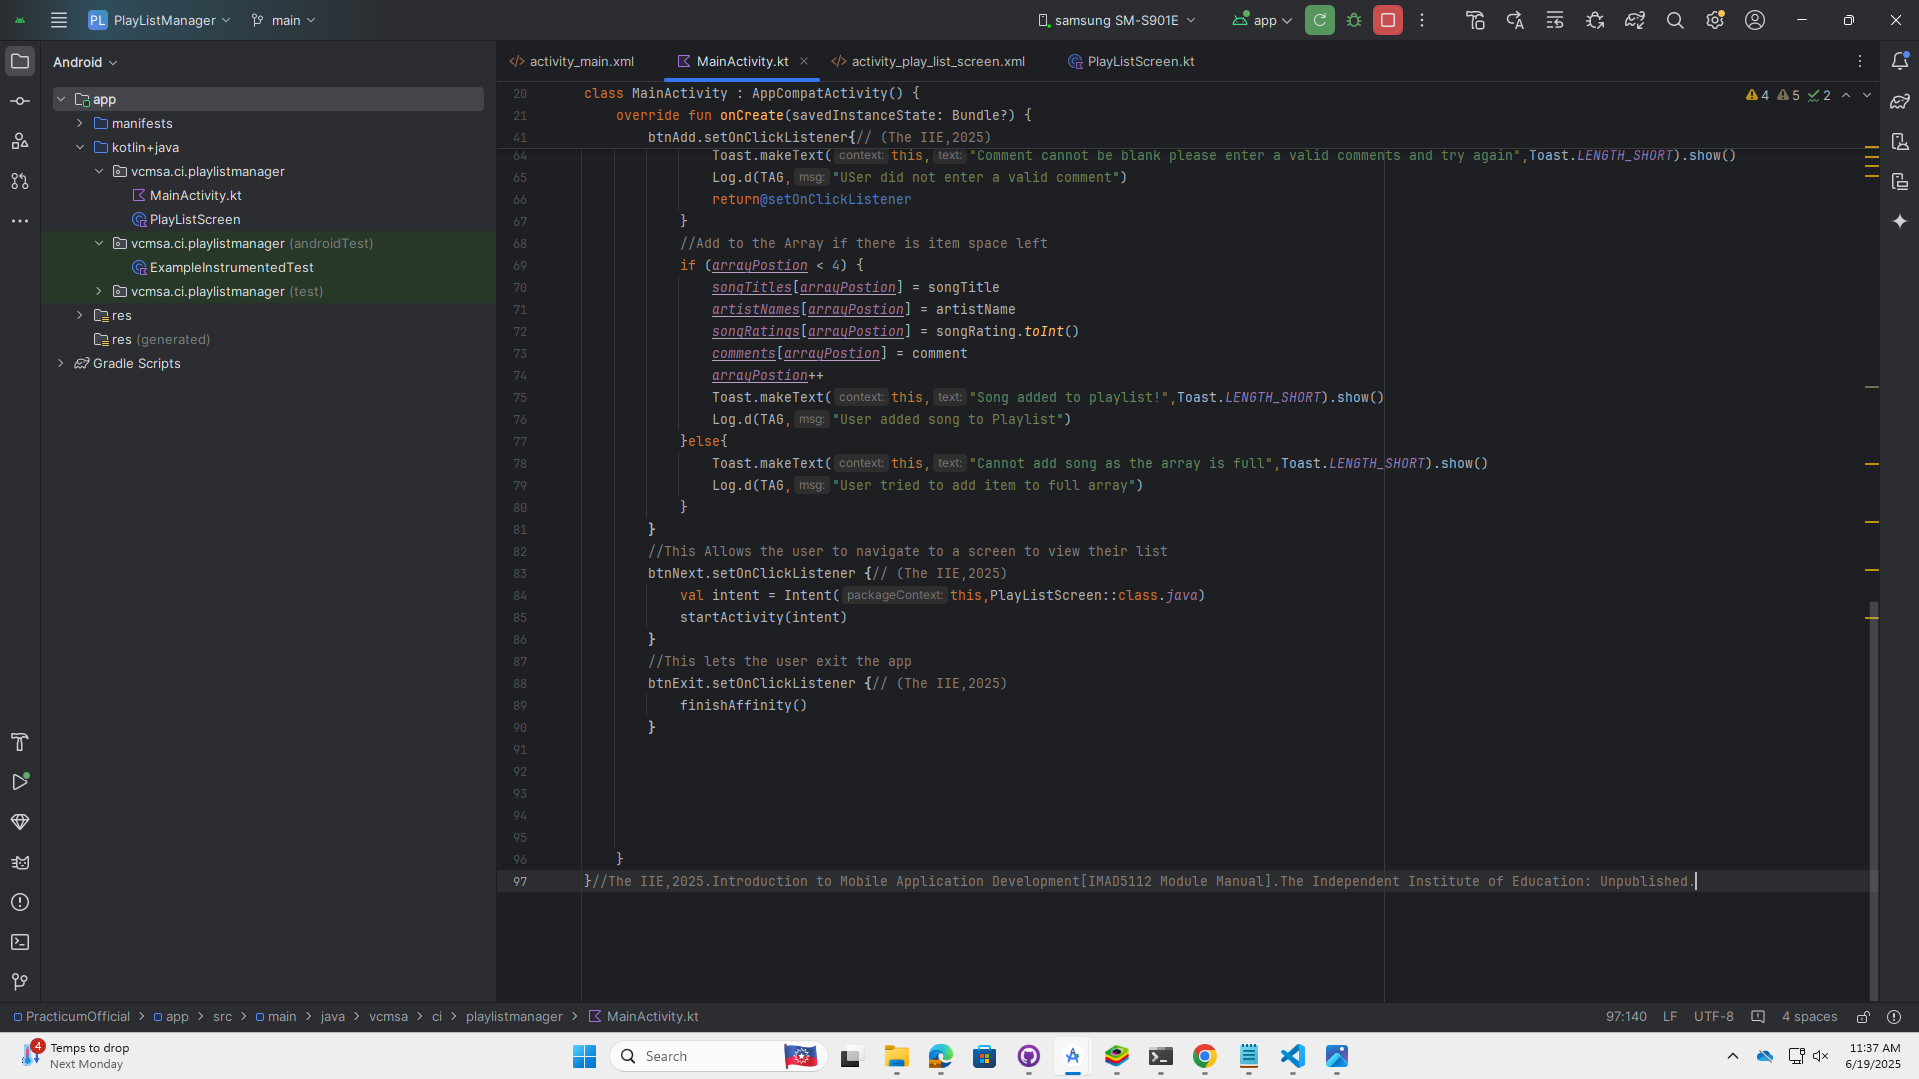 PL PlayListManager main samsung SM-S901E app
Android
activity_main.xml MainActivity.kt activity_play_list_screen.xml PlayListScreen.kt
app
manifests
kotlin+java
vcmsa.ci.playlistmanager
MainActivity.kt
PlayListScreen
vcmsa.ci.playlistmanager (androidTest)
ExampleInstrumentedTest
vcmsa.ci.playlistmanager (test)
res
res (generated)
Gradle Scripts
4 5 2
20 class MainActivity : AppCompatActivity() {
21 override fun onCreate(savedInstanceState: Bundle?) {
41 btnAdd.setOnClickListener{// (The IIE,2025)
64 Toast.makeText( context: this, text: "Comment cannot be blank please enter a valid comments and try again",Toast.LENGTH_SHORT).show()
65 Log.d(TAG, msg: "USer did not enter a valid comment")
66 return@setOnClickListener
67 }
68 //Add to the Array if there is item space left
69 if (arrayPostion < 4) {
70 songTitles[arrayPostion] = songTitle
71 artistNames[arrayPostion] = artistName
72 songRatings[arrayPostion] = songRating.toInt()
73 comments[arrayPostion] = comment
74 arrayPostion++
75 Toast.makeText( context: this, text: "Song added to playlist!",Toast.LENGTH_SHORT).show()
76 Log.d(TAG, msg: "User added song to Playlist")
77 }else{
78 Toast.makeText( context: this, text: "Cannot add song as the array is full",Toast.LENGTH_SHORT).show()
79 Log.d(TAG, msg: "User tried to add item to full array")
80 }
81 }
82 //This Allows the user to navigate to a screen to view their list
83 btnNext.setOnClickListener {// (The IIE,2025)
84 val intent = Intent( packageContext: this,PlayListScreen::class.java)
85 startActivity(intent)
86 }
87 //This lets the user exit the app
88 btnExit.setOnClickListener {// (The IIE,2025)
89 finishAffinity()
90 }
91
92
93
94
95
96 }
97 }//The IIE,2025.Introduction to Mobile Application Development[IMAD5112 Module Manual].The Independent Institute of Education: Unpublished.
PracticumOfficial > app > src > main > java > vcmsa > ci > playlistmanager > MainActivity.kt 97:140 LF UTF-8 4 spaces
4 Temps to drop
Next Monday
Search
11:37 AM
6/19/2025